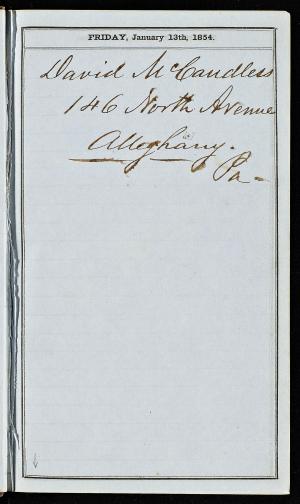 FRIDAY, January 13th, 1854.
David McCandless
146 North Avenue
Alleghany.
Pa-